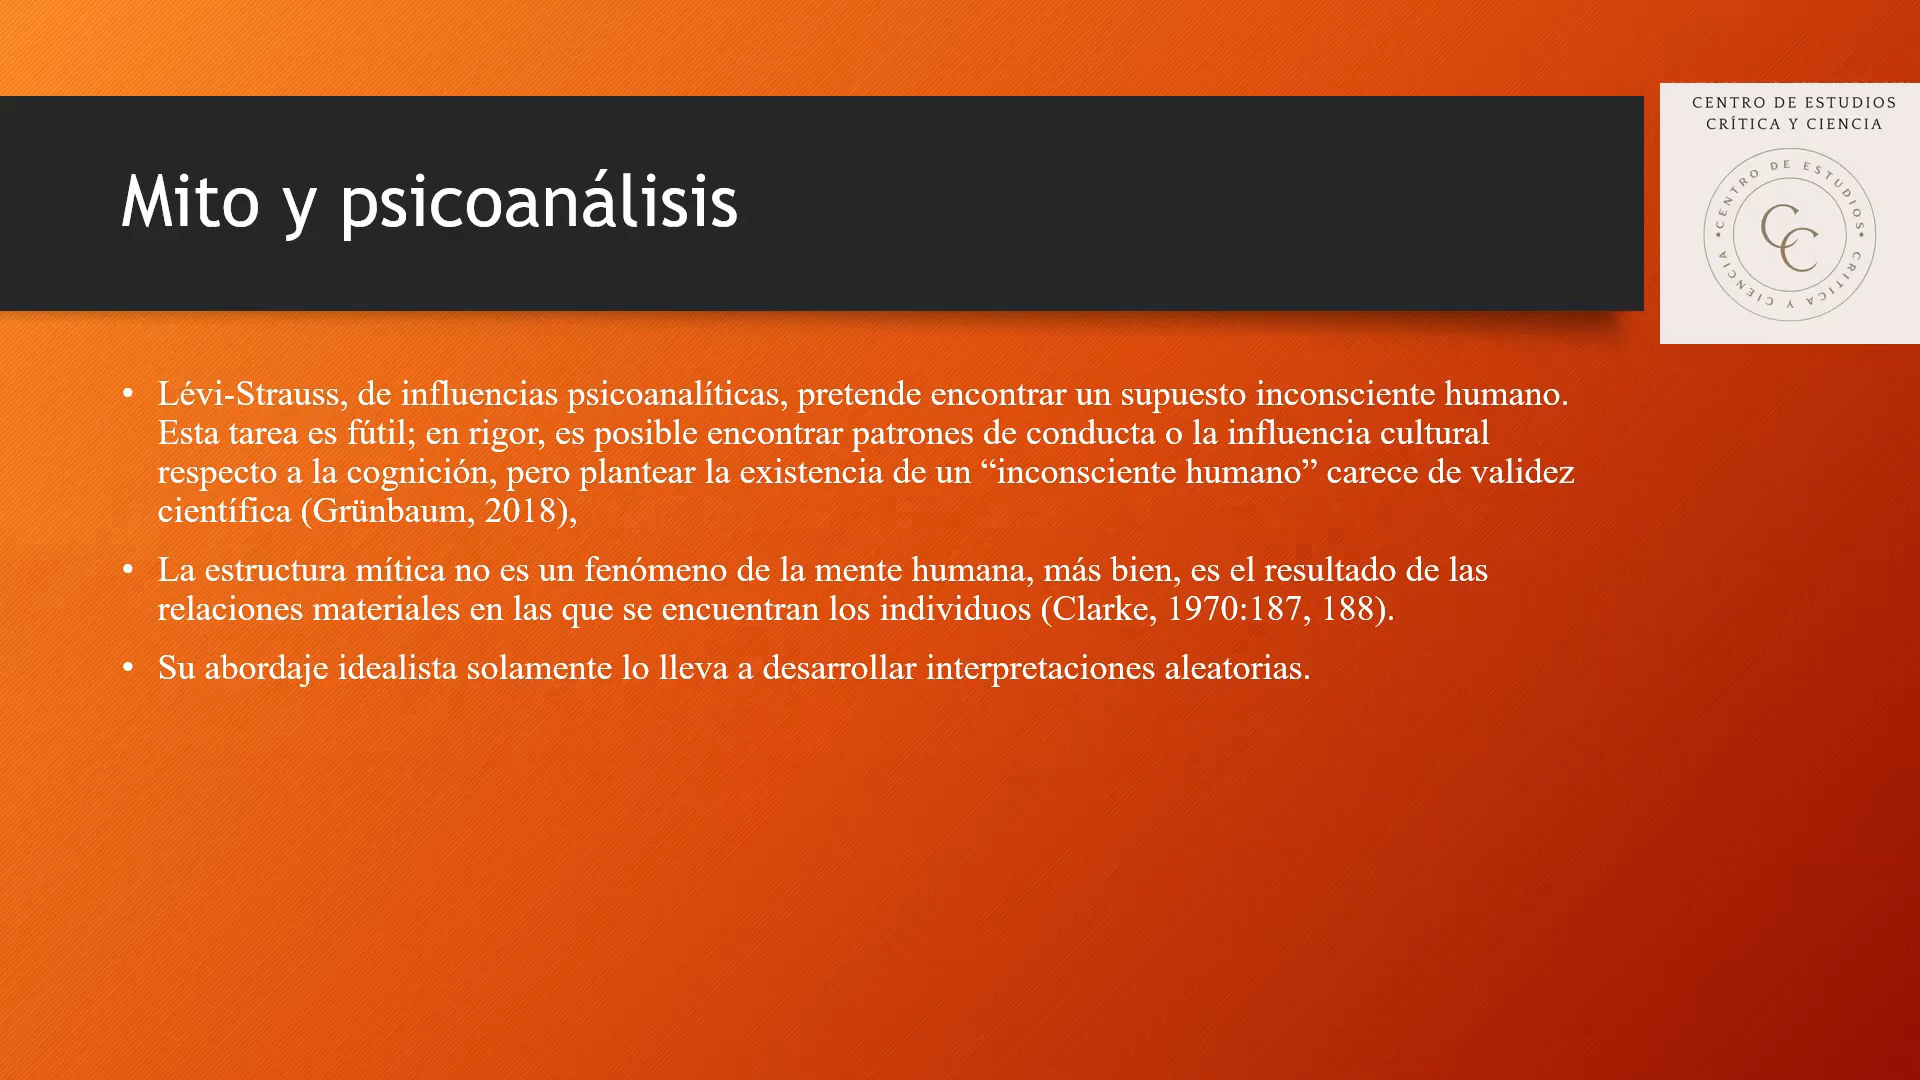 CENTRO DE ESTUDIOS
CRÍTICA Y CIENCIA
CENTRO DE ESTUDIOS
CRITICA Y CIENCIA
CC
Mito y psicoanálisis
• Lévi-Strauss, de influencias psicoanalíticas, pretende encontrar un supuesto inconsciente humano.
Esta tarea es fútil; en rigor, es posible encontrar patrones de conducta o la influencia cultural
respecto a la cognición, pero plantear la existencia de un “inconsciente humano” carece de validez
científica (Grünbaum, 2018),
• La estructura mítica no es un fenómeno de la mente humana, más bien, es el resultado de las
relaciones materiales en las que se encuentran los individuos (Clarke, 1970:187, 188).
• Su abordaje idealista solamente lo lleva a desarrollar interpretaciones aleatorias.